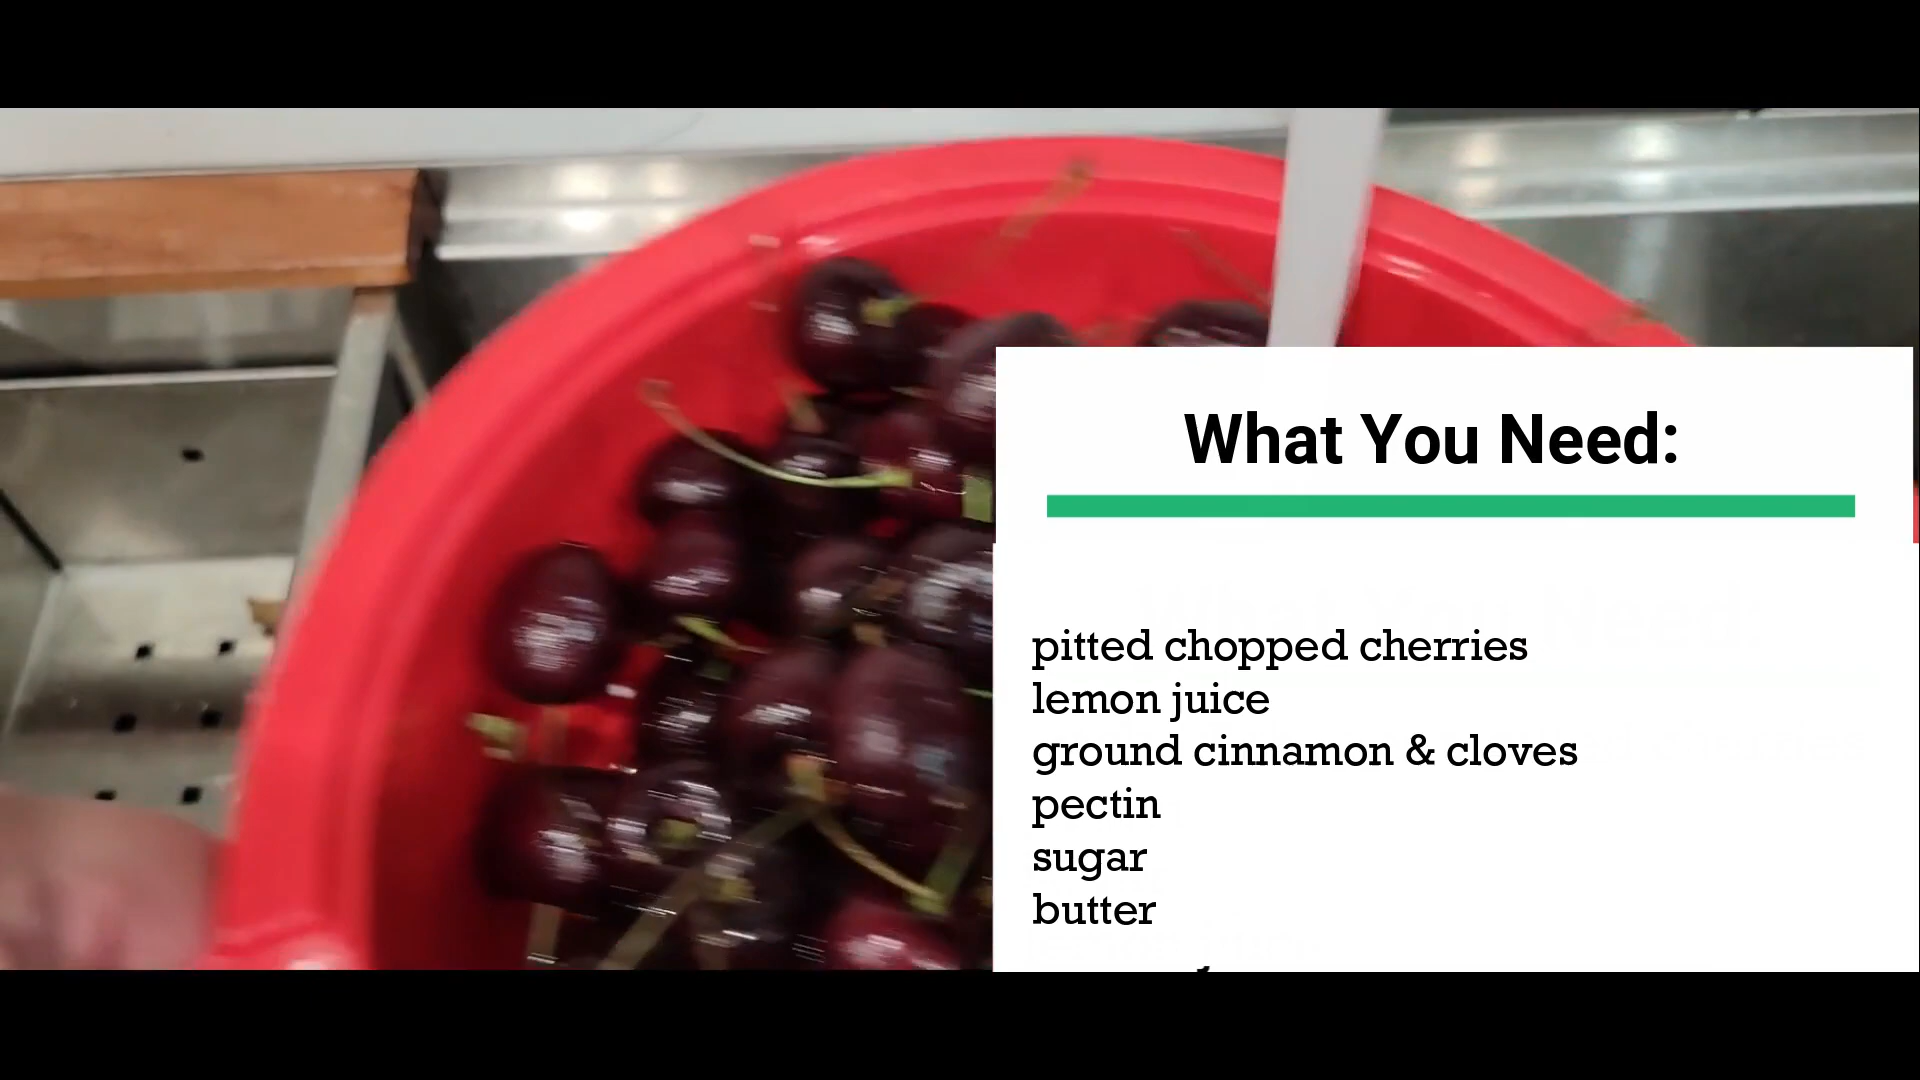 What You Need:
pitted chopped cherries
lemon juice
ground cinnamon & cloves
pectin
sugar
butter